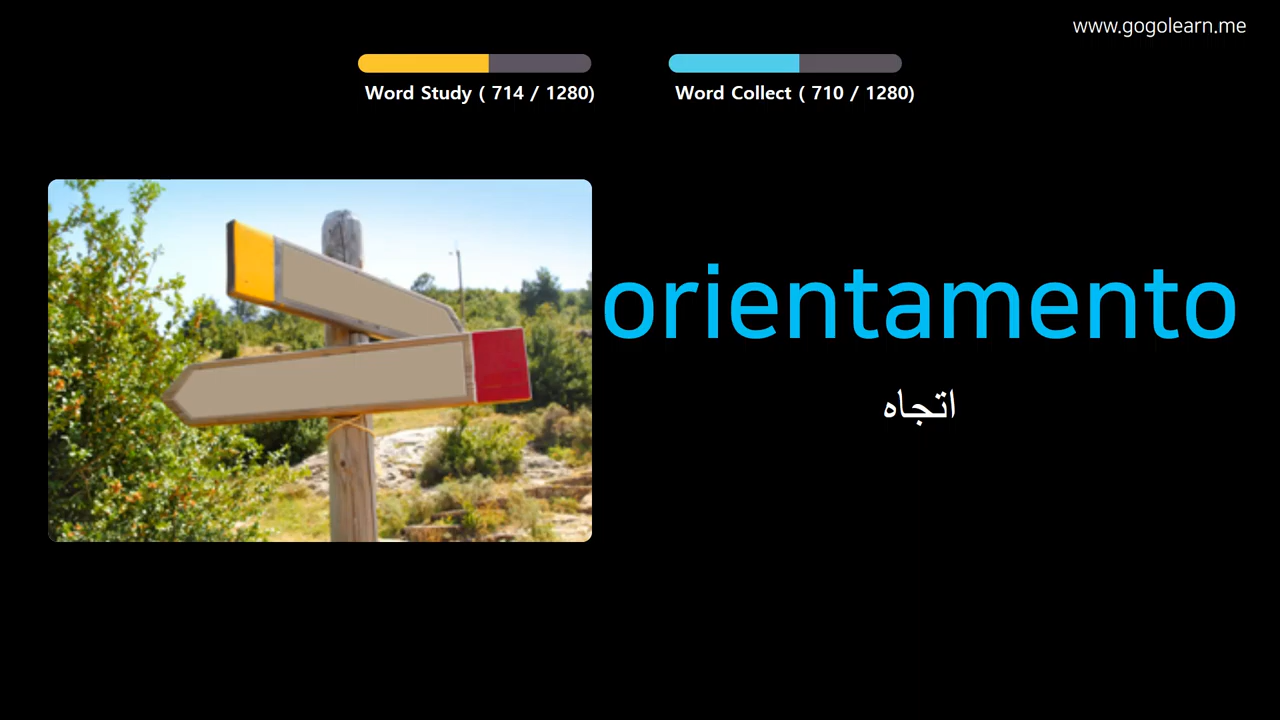 www.gogolearn.me
Word Study ( 714 / 1280)
Word Collect ( 710 / 1280)
orientamento
اتجاه